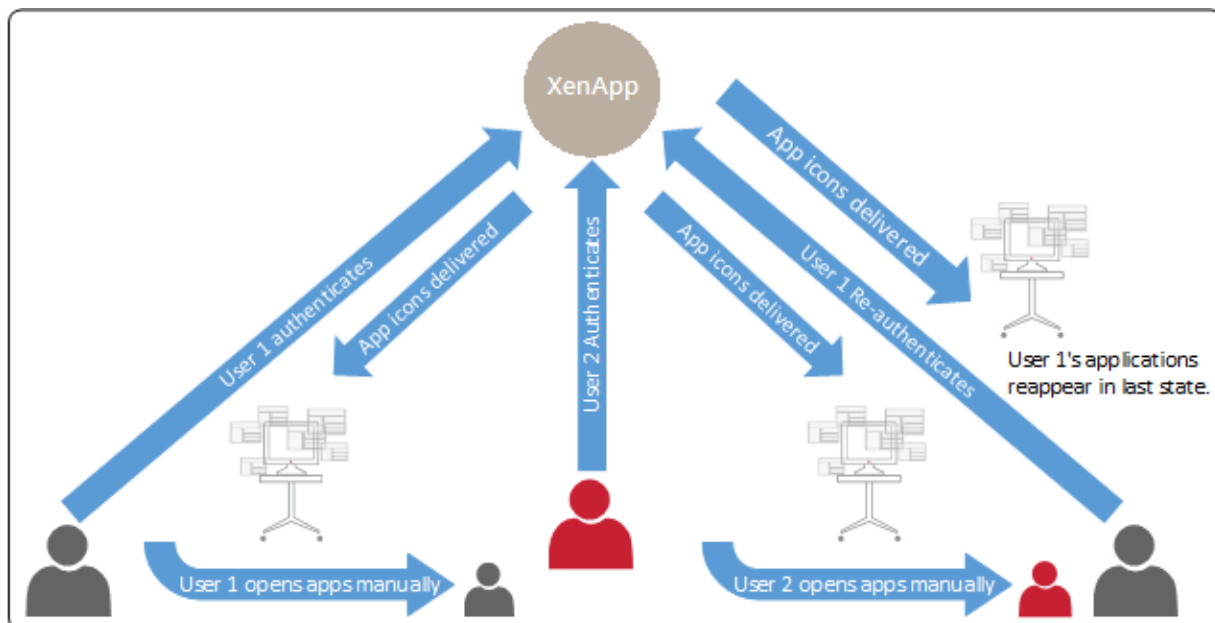 XenApp
User 1 authenticates
App icons delivered
User 2 Authenticates
App icons delivered
User 1 Re-authenticates
App icons delivered
User 1's applications
reappear in last state.
User 1 opens apps manually
User 2 opens apps manually